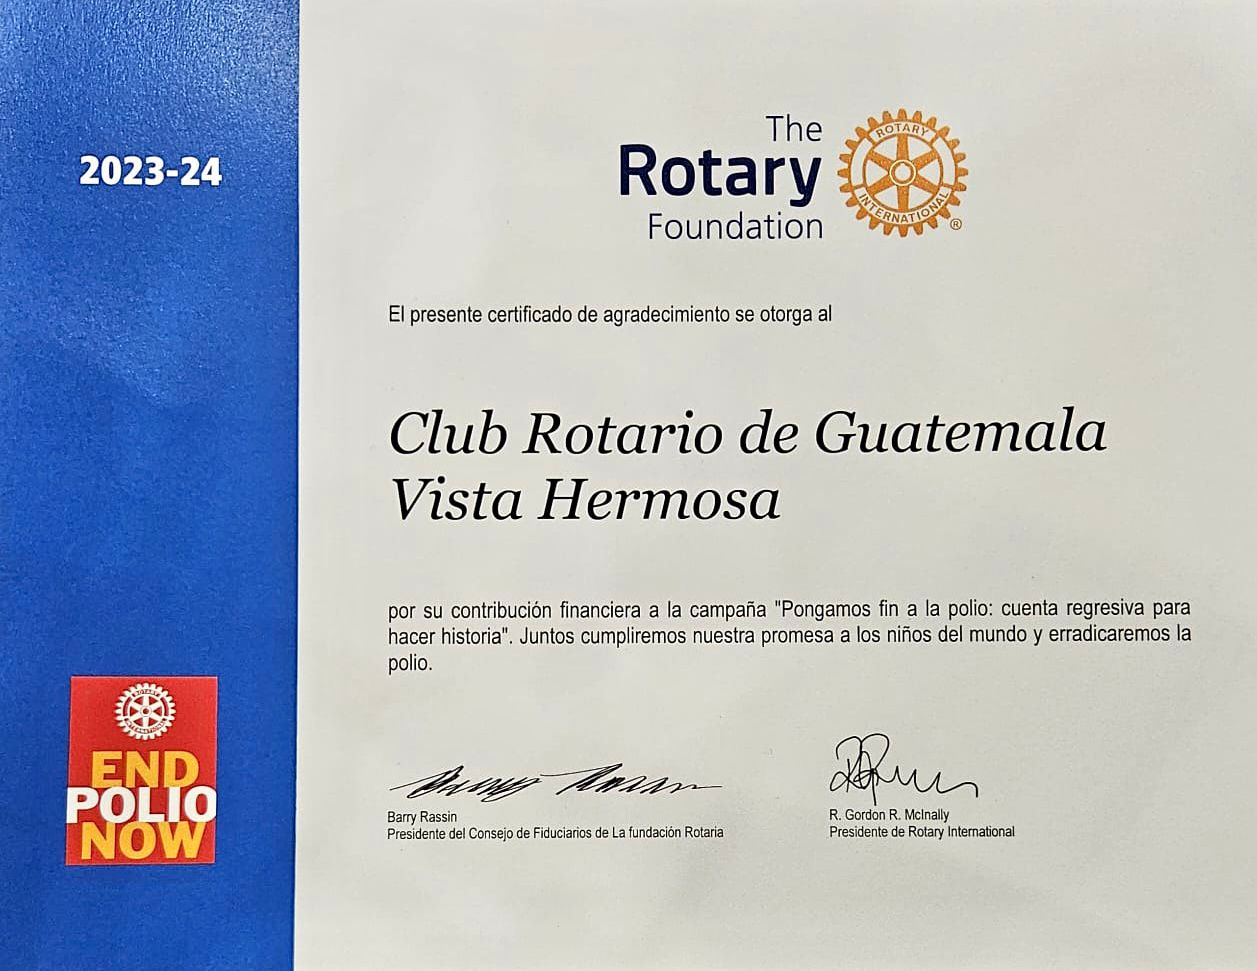 2023-24
The
Rotary
Foundation
ROTARY
INTERNATIONAL
®
El presente certificado de agradecimiento se otorga al
Club Rotario de Guatemala
Vista Hermosa
por su contribución financiera a la campaña "Pongamos fin a la polio: cuenta regresiva para
hacer historia". Juntos cumpliremos nuestra promesa a los niños del mundo y erradicaremos la
polio.
ROTARY
INTERNATIONAL
END
POLIO
NOW
Barry Rassin
Presidente del Consejo de Fiduciarios de La fundación Rotaria
R. Gordon R. McInally
Presidente de Rotary International